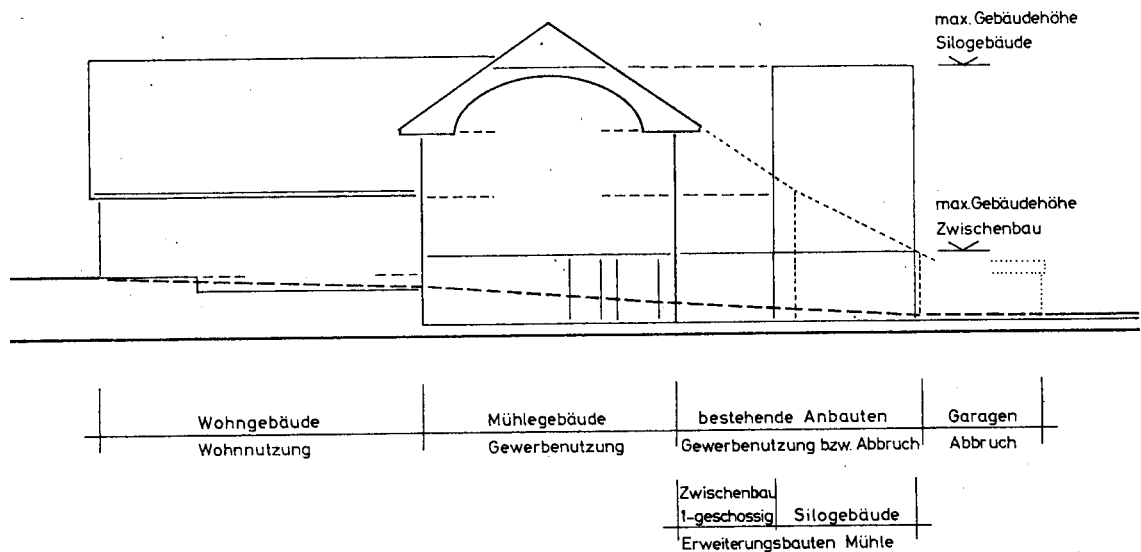 max. Gebäudehöhe
Silogebäude
max. Gebäudehöhe
Zwischenbau
Wohngebäude
Mühlegebäude
bestehende Anbauten
Garagen
Wohnnutzung
Gewerbenutzung
Gewerbenutzung bzw. Abbruch
Abbruch
Zwischenbau
1-geschossig
Silogebäude
Erweiterungsbauten Mühle